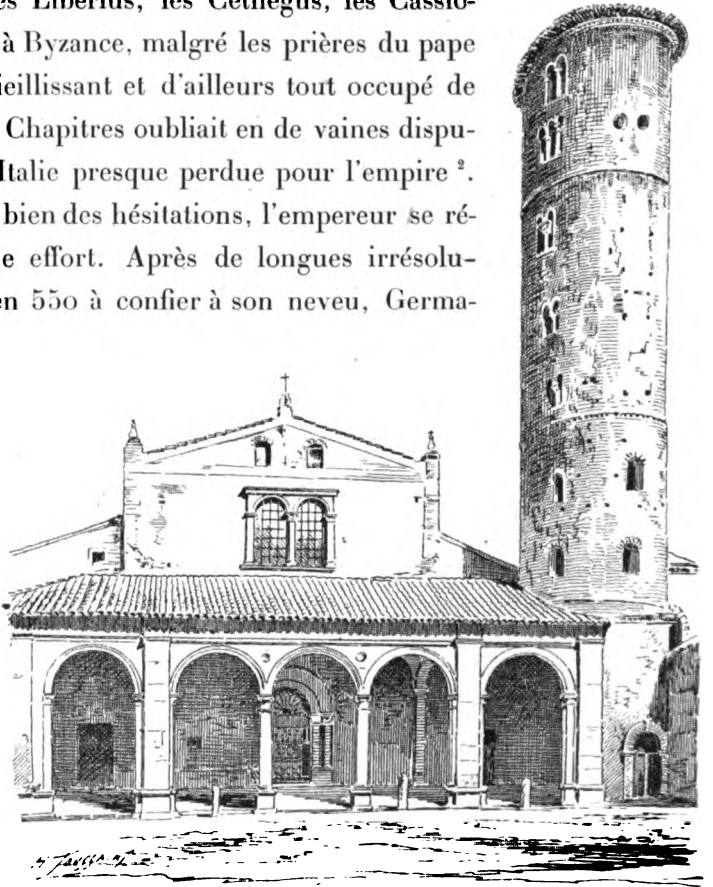 es Liberius, les Cethegus, les Cassio-
à Byzance, malgré les prières du pape
ieillissant et d'ailleurs tout occupé de
Chapitres oubliait en de vaines dispu-
Italie presque perdue pour l'empire ².
bien des hésitations, l'empereur se ré-
e effort. Après de longues irrésolu-
en 550 à confier à son neveu, Germa-